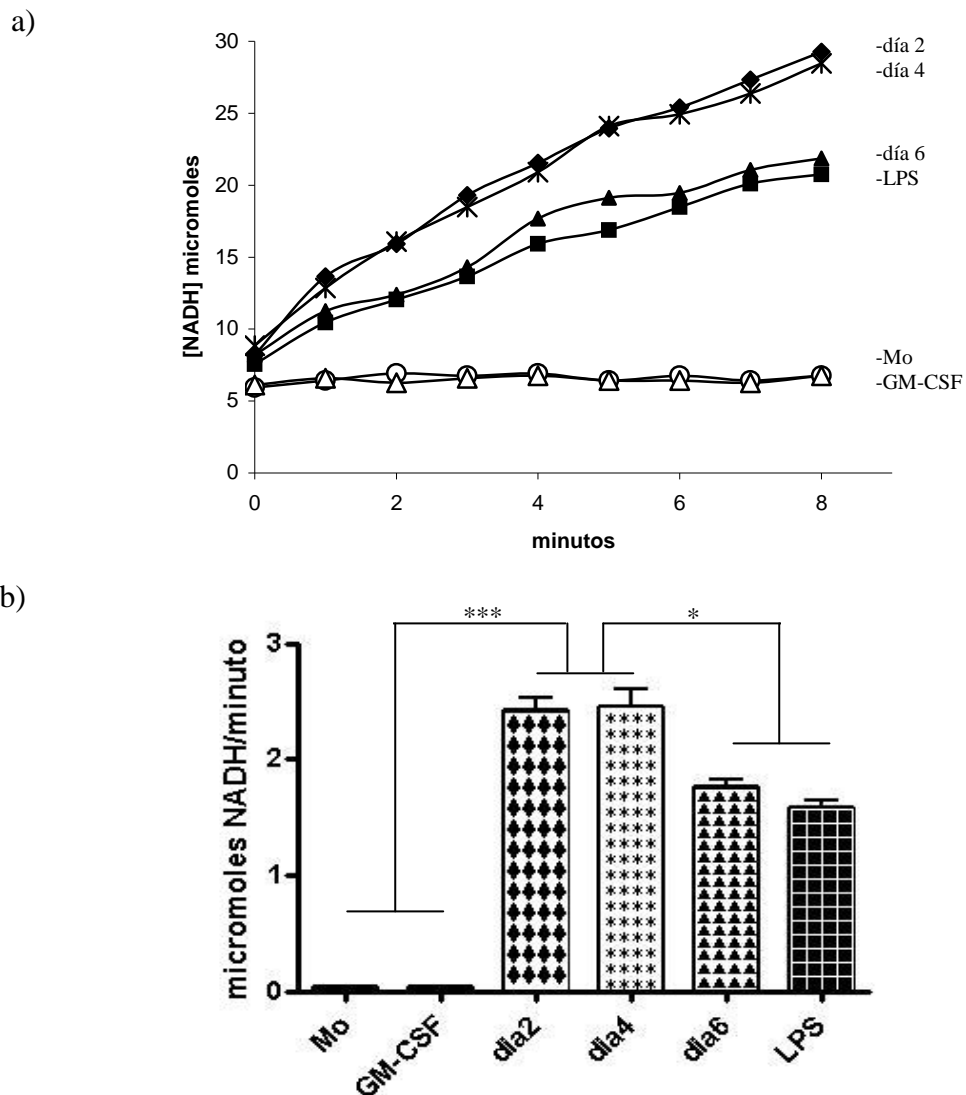 a)
30
25
20
15
10
5
0
[NADH] micromoles
0 2 4 6 8
minutos
-día 2
-día 4
-día 6
-LPS
-Mo
-GM-CSF
b)
*** *
3
2
1
0
micromoles NADH/minuto
Mo GM-CSF dia2 dia4 dia6 LPS